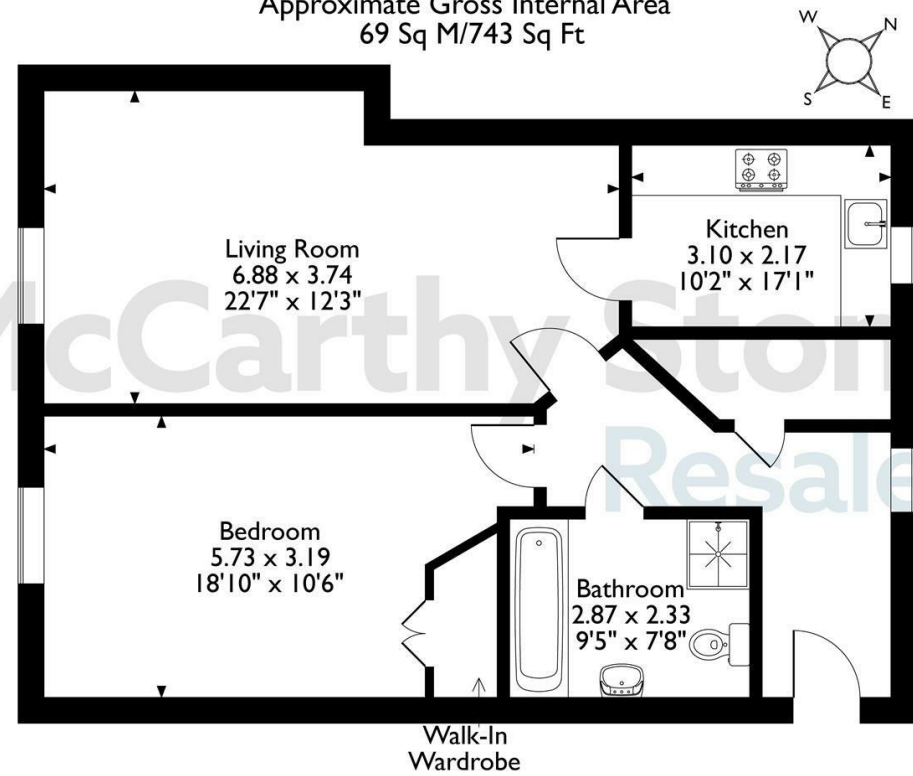 Approximate Gross Internal Area
69 Sq M/743 Sq Ft
W
N
S
E
Living Room
6.88 x 3.74
22'7" x 12'3"
Kitchen
3.10 x 2.17
10'2" x 17'1"
McCarthy Stone
Resales
Bedroom
5.73 x 3.19
18'10" x 10'6"
Bathroom
2.87 x 2.33
9'5" x 7'8"
Walk-In
Wardrobe